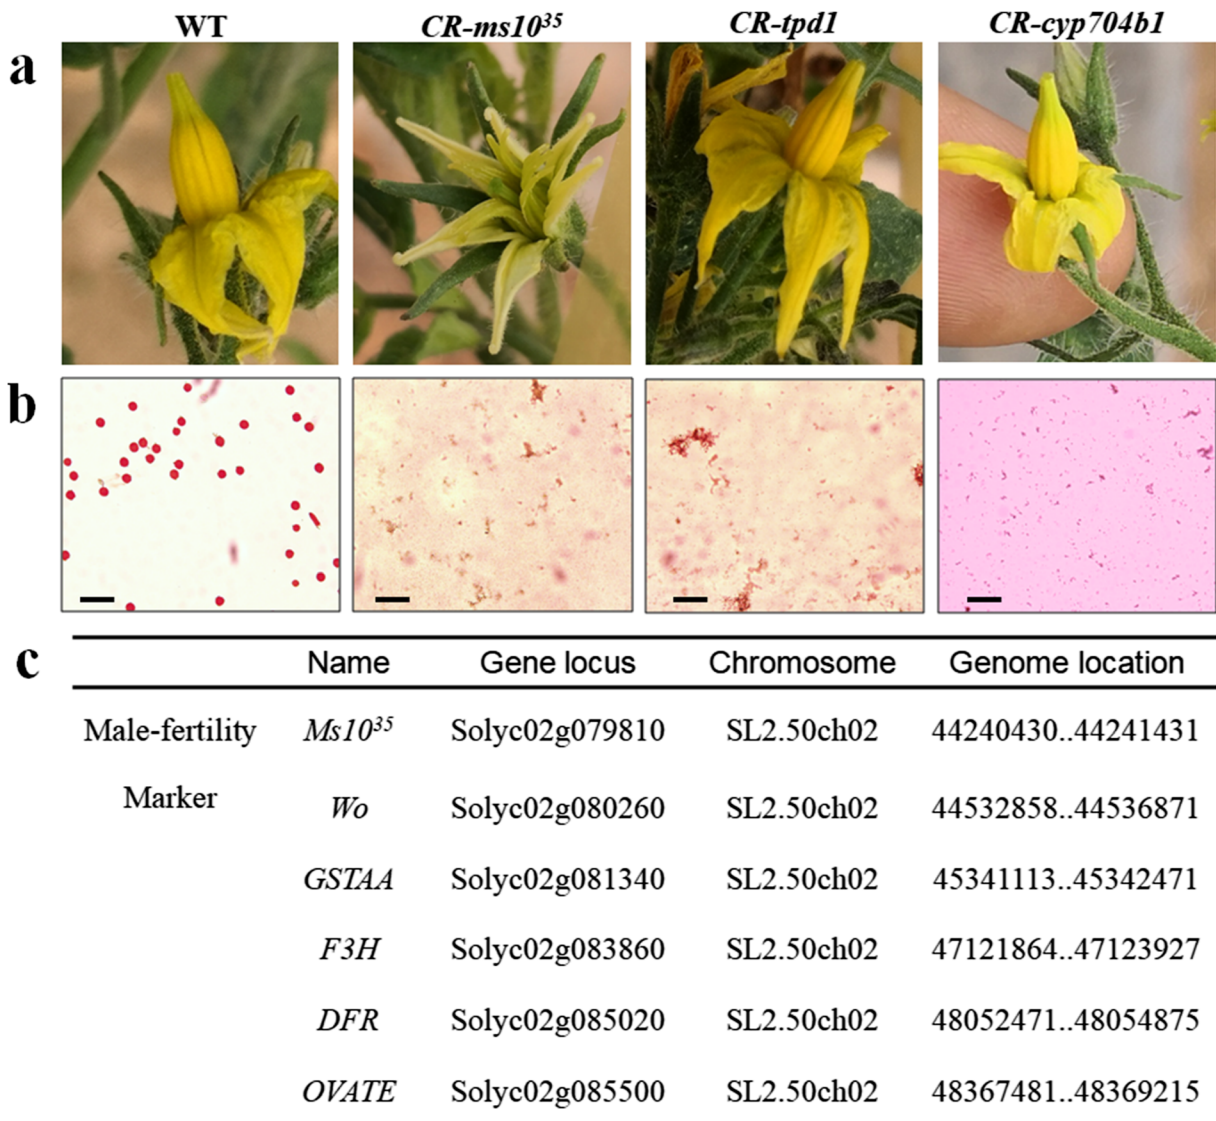 WT CR-ms10³⁵ CR-tpd1 CR-cyp704b1
a
b
c
Name Gene locus Chromosome Genome location
Male-fertility Ms10³⁵ Solyc02g079810 SL2.50ch02 44240430..44241431
Marker Wo Solyc02g080260 SL2.50ch02 44532858..44536871
GSTAA Solyc02g081340 SL2.50ch02 45341113..45342471
F3H Solyc02g083860 SL2.50ch02 47121864..47123927
DFR Solyc02g085020 SL2.50ch02 48052471..48054875
OVATE Solyc02g085500 SL2.50ch02 48367481..48369215